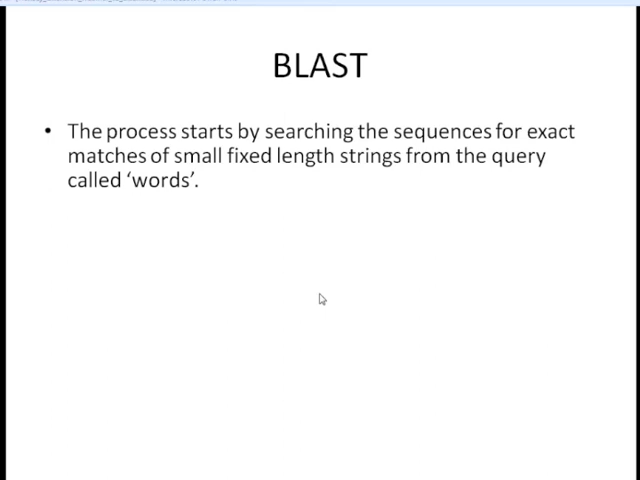 BLAST
• The process starts by searching the sequences for exact
matches of small fixed length strings from the query
called ‘words’.